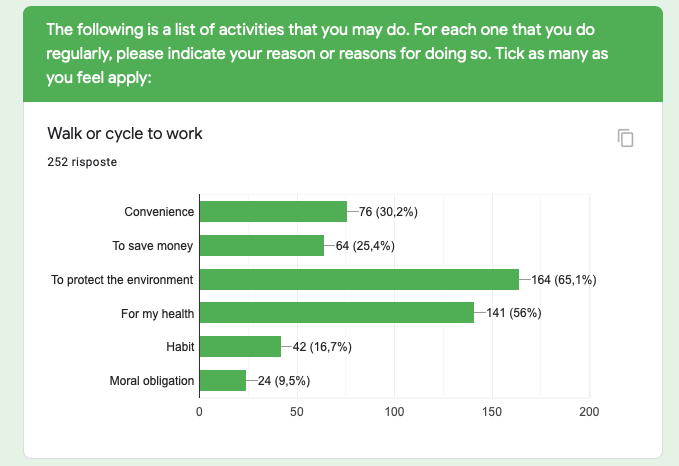 The following is a list of activities that you may do. For each one that you do
regularly, please indicate your reason or reasons for doing so. Tick as many as
you feel apply:
Walk or cycle to work
252 risposte
Convenience 76 (30,2%)
To save money 64 (25,4%)
To protect the environment 164 (65,1%)
For my health 141 (56%)
Habit 42 (16,7%)
Moral obligation 24 (9,5%)
0 50 100 150 200